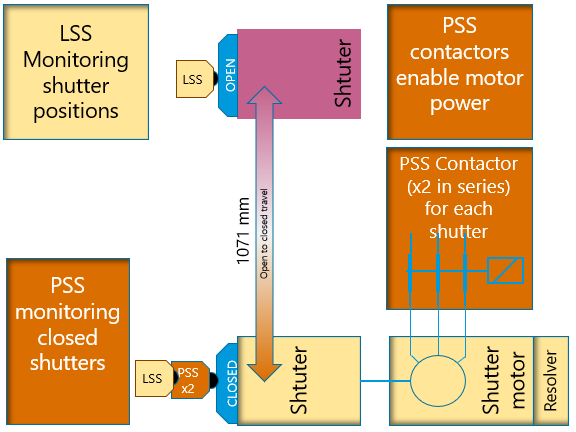 LSS
Monitoring
shutter
positions
LSS
OPEN
Shtuter
PSS
contactors
enable motor
power
PSS Contactor
(x2 in series)
for each
shutter
1071 mm
Open to closed travel
PSS
monitoring
closed
shutters
LSS
PSS
x2
CLOSED
Shtuter
Shutter
motor
Resolver